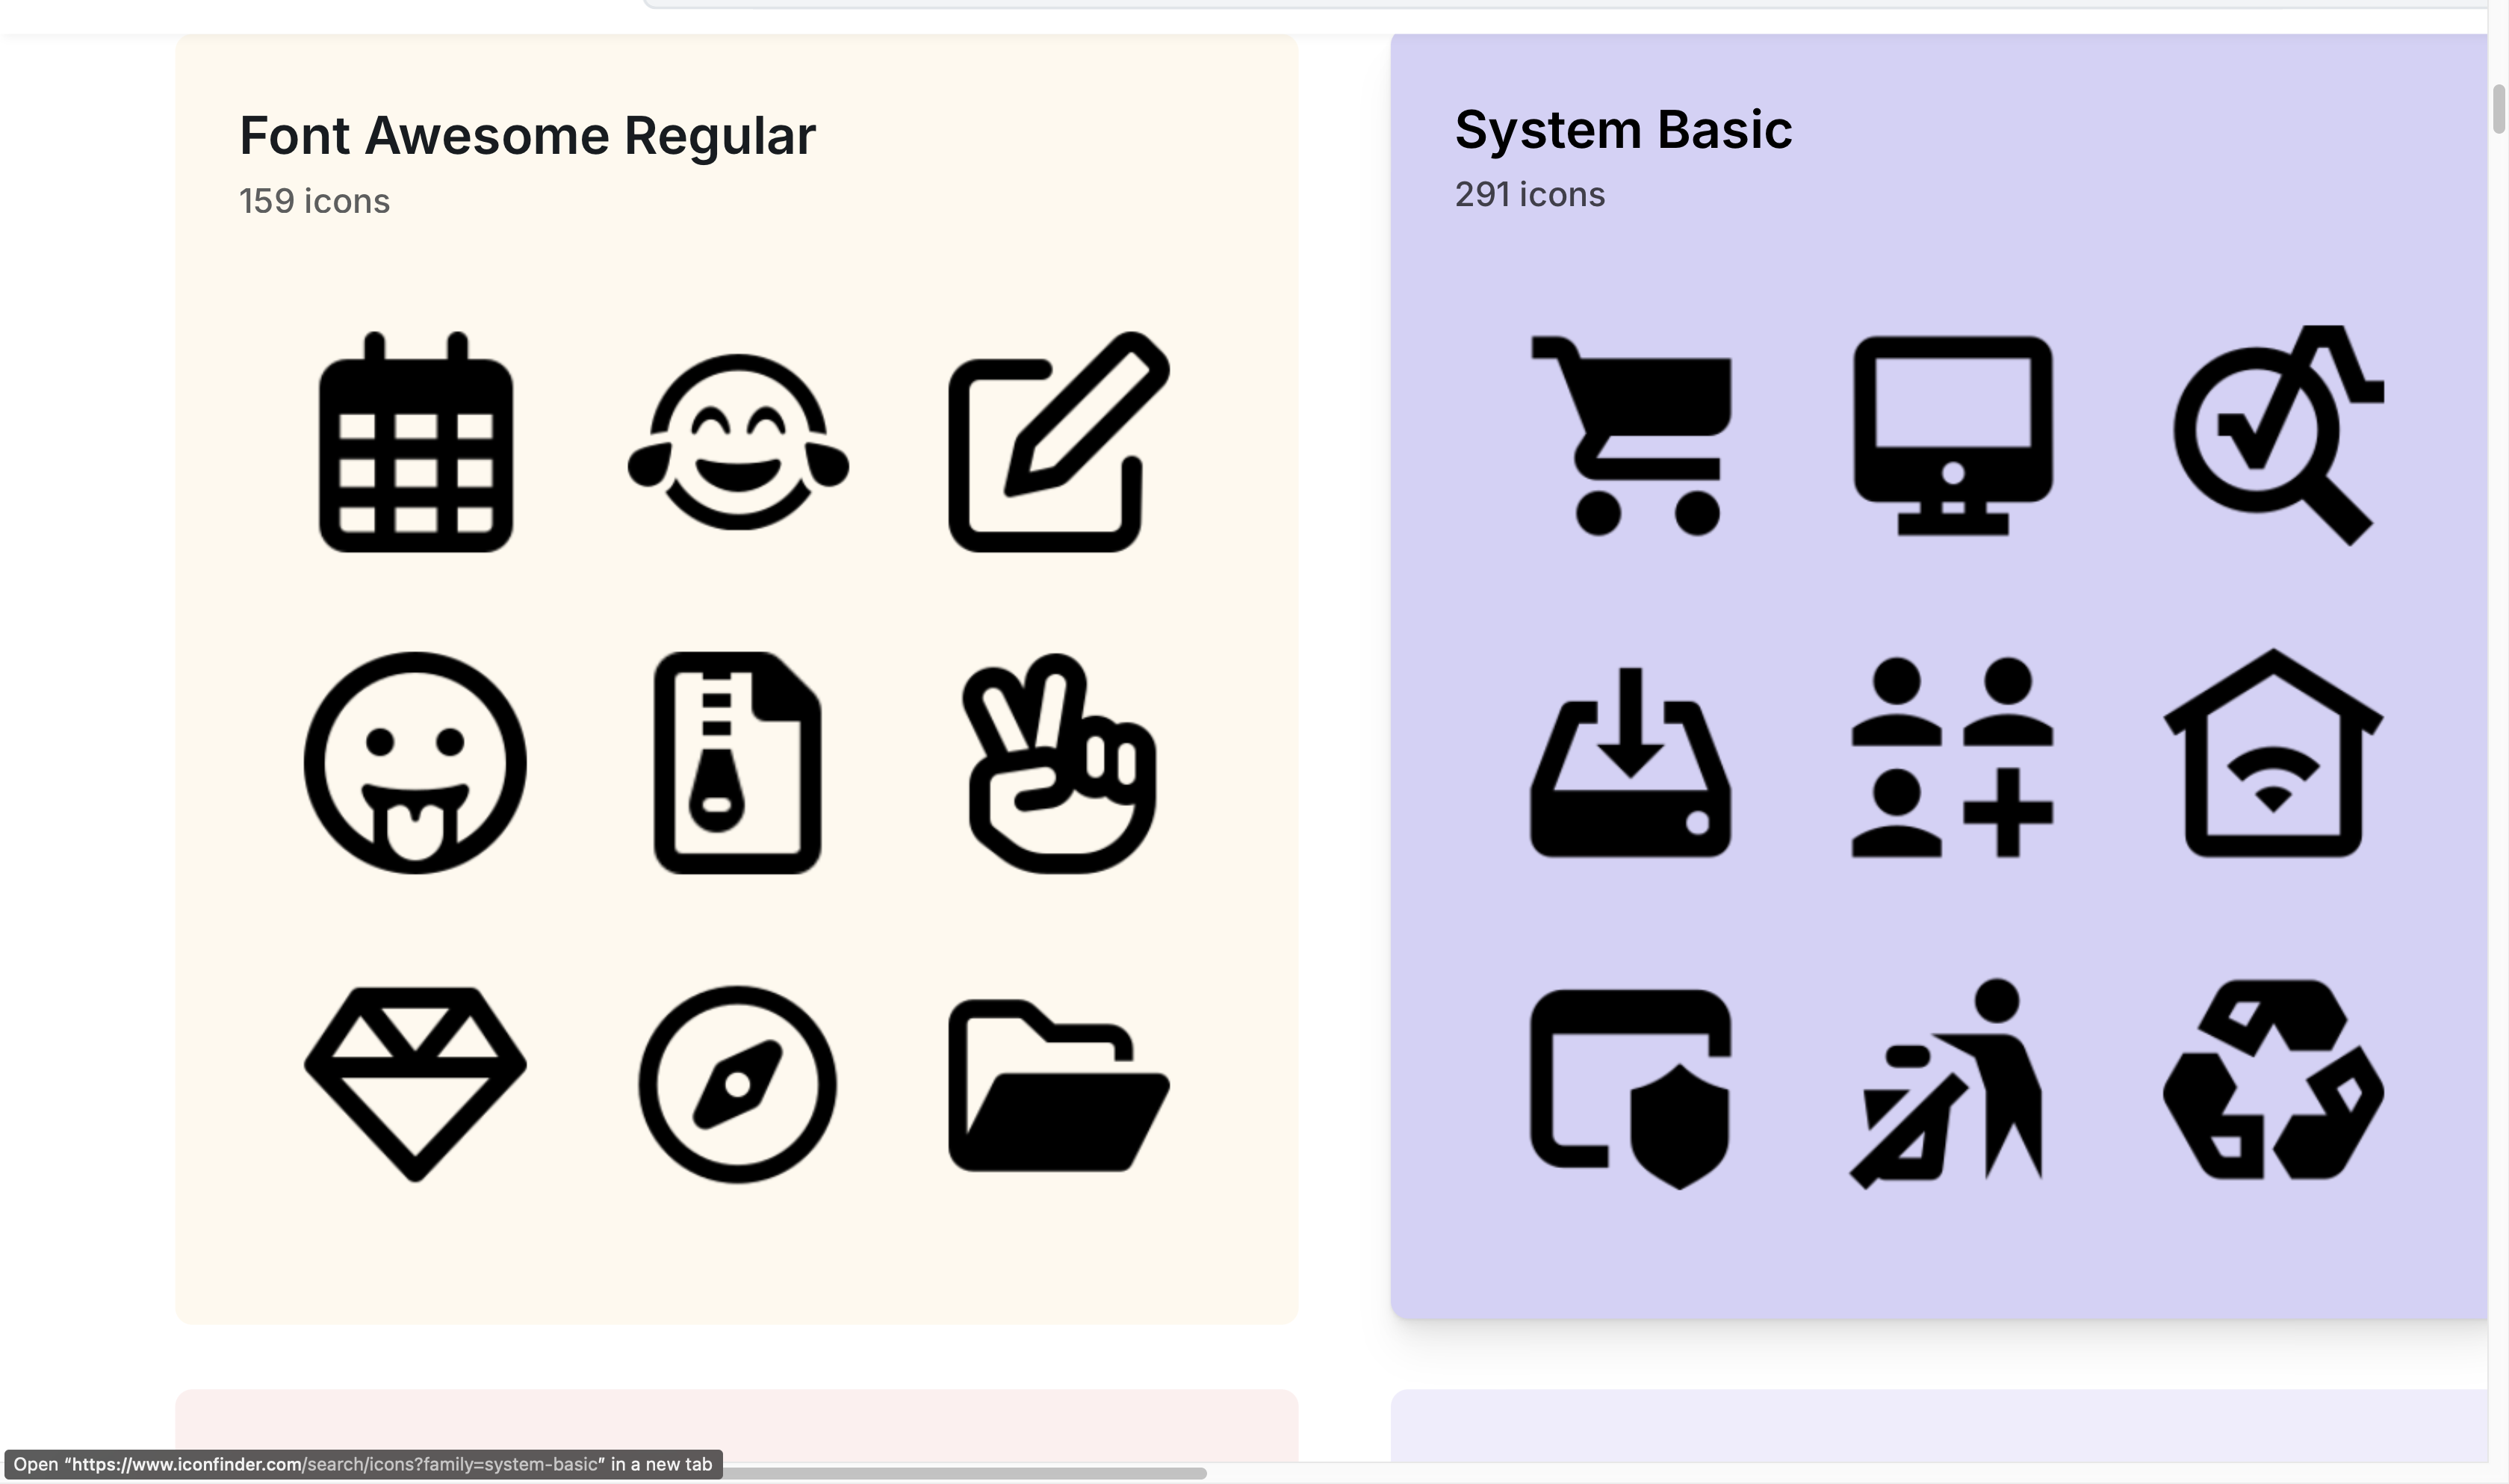 Font Awesome Regular
159 icons
System Basic
291 icons
Open “https://www.iconfinder.com/search/icons?family=system-basic” in a new tab